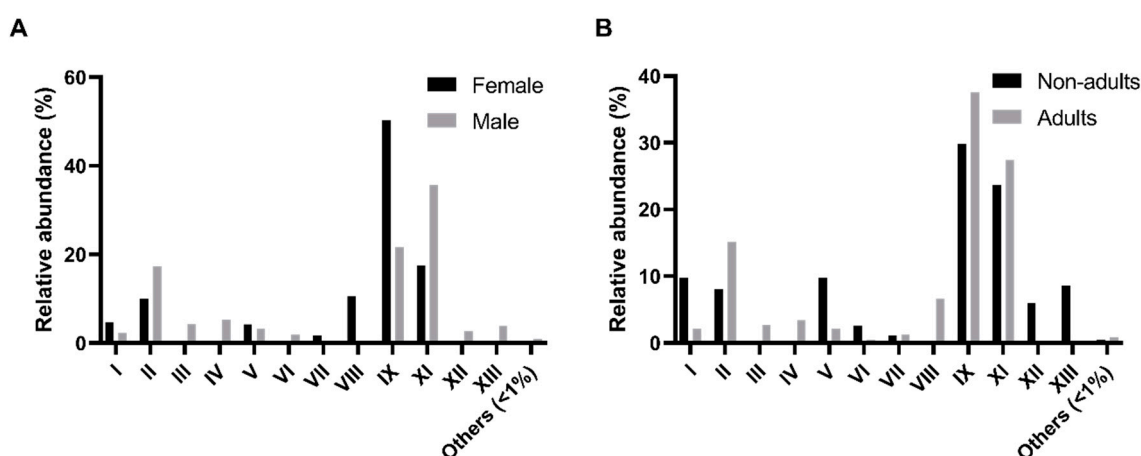 A
Relative abundance (%)
60
40
20
0
Female
Male
I
II
III
IV
V
VI
VII
VIII
IX
XI
XII
XIII
Others (<1%)
B
Relative abundance (%)
40
30
20
10
0
Non-adults
Adults
I
II
III
IV
V
VI
VII
VIII
IX
XI
XII
XIII
Others (<1%)